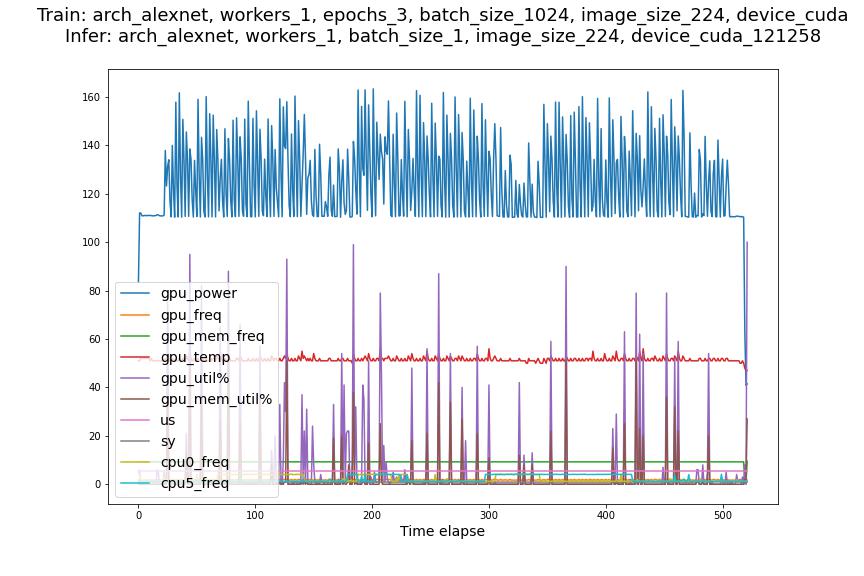 Train: arch_alexnet, workers_1, epochs_3, batch_size_1024, image_size_224, device_cuda
Infer: arch_alexnet, workers_1, batch_size_1, image_size_224, device_cuda_121258
160
140
120
100
80
60
40
20
0
gpu_power
gpu_freq
gpu_mem_freq
gpu_temp
gpu_util%
gpu_mem_util%
us
sy
cpu0_freq
cpu5_freq
0 100 200 300 400 500
Time elapse